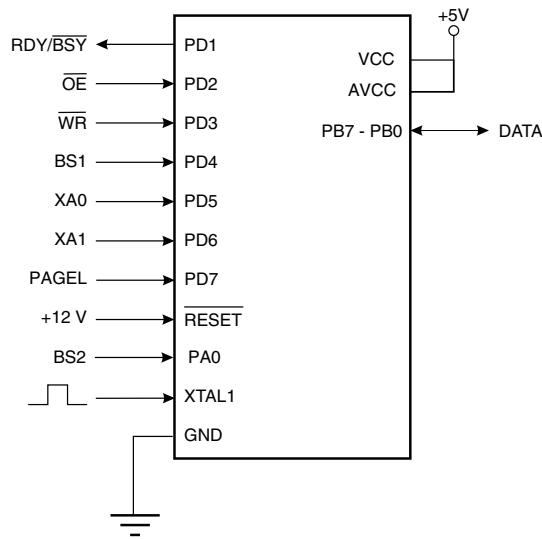 +5V
RDY/BSY PD1
VCC
OE PD2
AVCC
WR PD3
PB7 - PB0 DATA
BS1 PD4
XA0 PD5
XA1 PD6
PAGEL PD7
+12 V RESET
BS2 PA0
XTAL1
GND